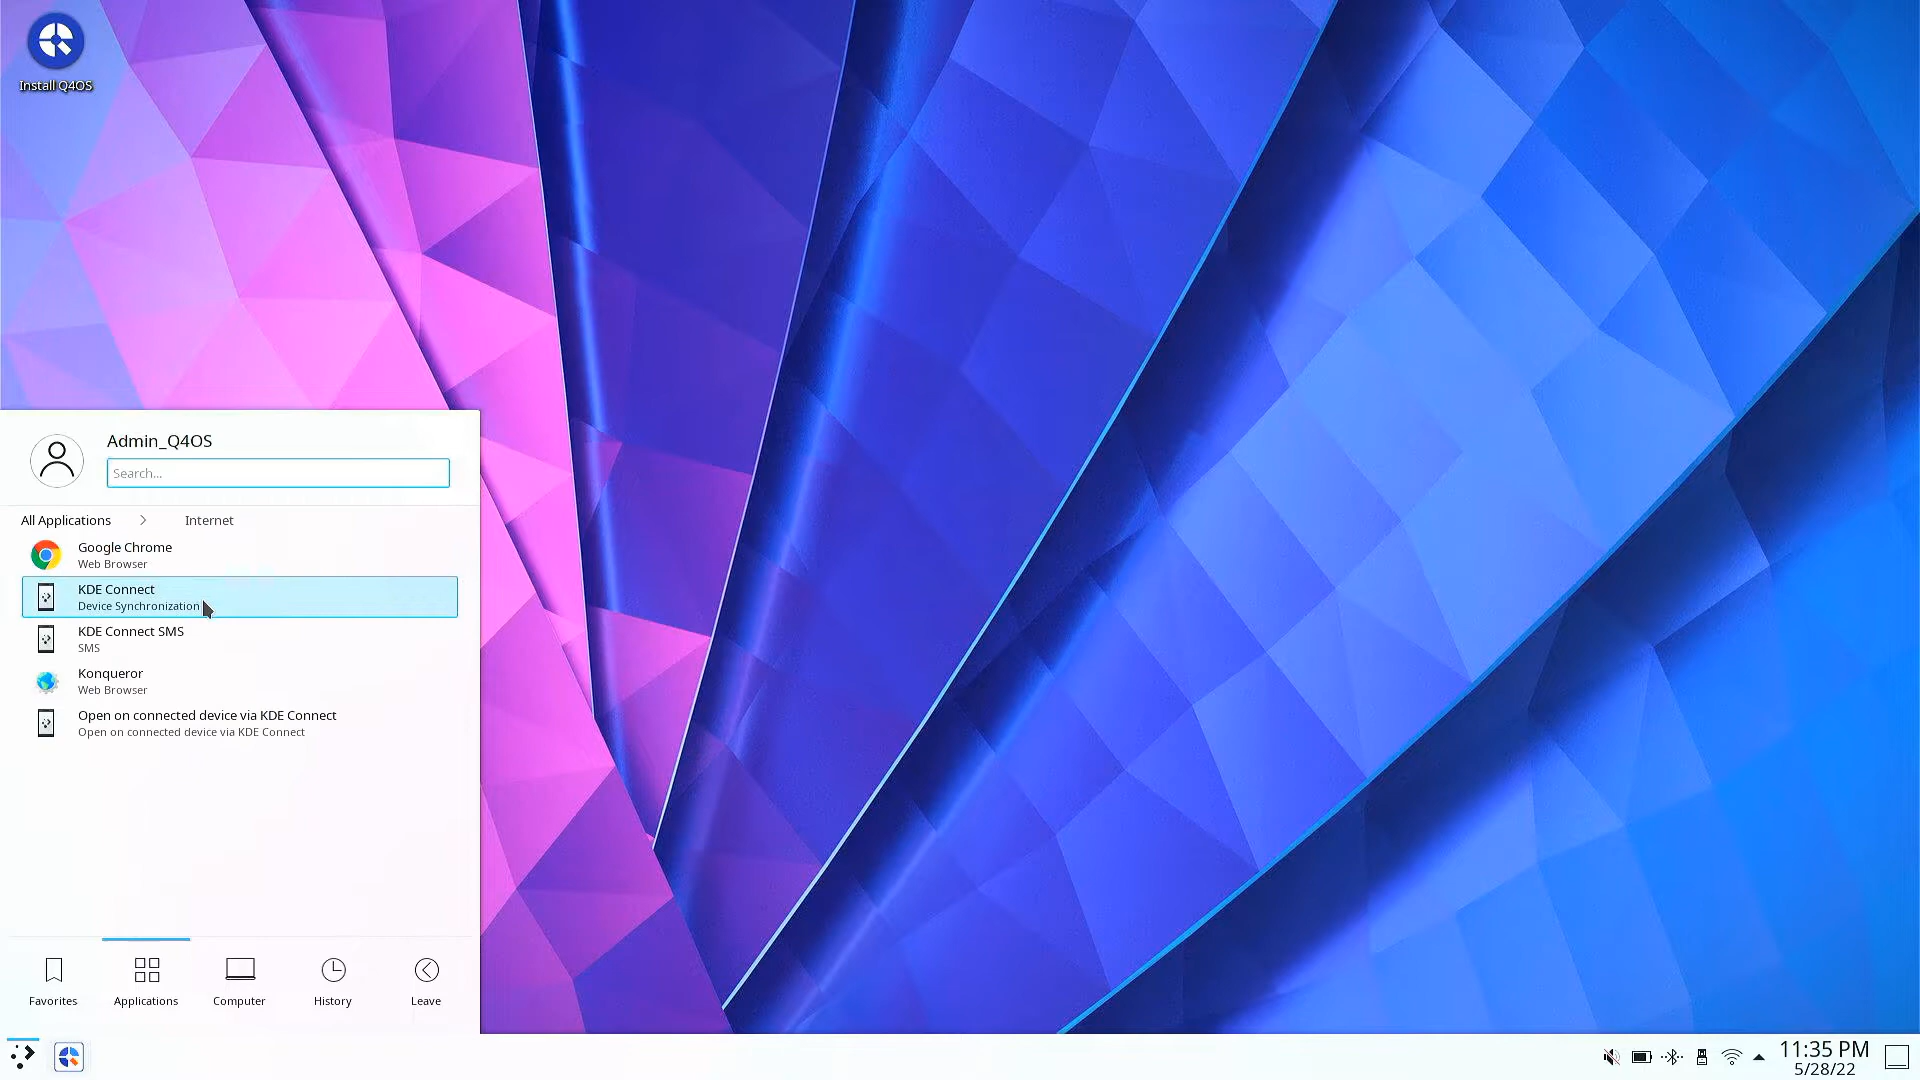 Install Q4OS
Admin_Q4OS
Search...
All Applications
Internet
Google Chrome
Web Browser
KDE Connect
Device Synchronization
KDE Connect SMS
SMS
Konqueror
Web Browser
Open on connected device via KDE Connect
Open on connected device via KDE Connect
Favorites
Applications
Computer
History
Leave
11:35 PM
5/28/22